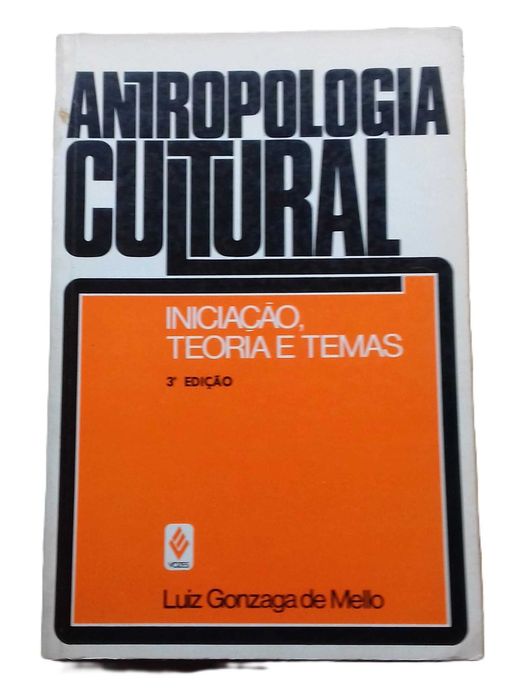 ANTROPOLOGIA
CULTURAL
INICIAÇÃO,
TEORIA E TEMAS
3ª EDIÇÃO
VOZES
Luiz Gonzaga de Mello